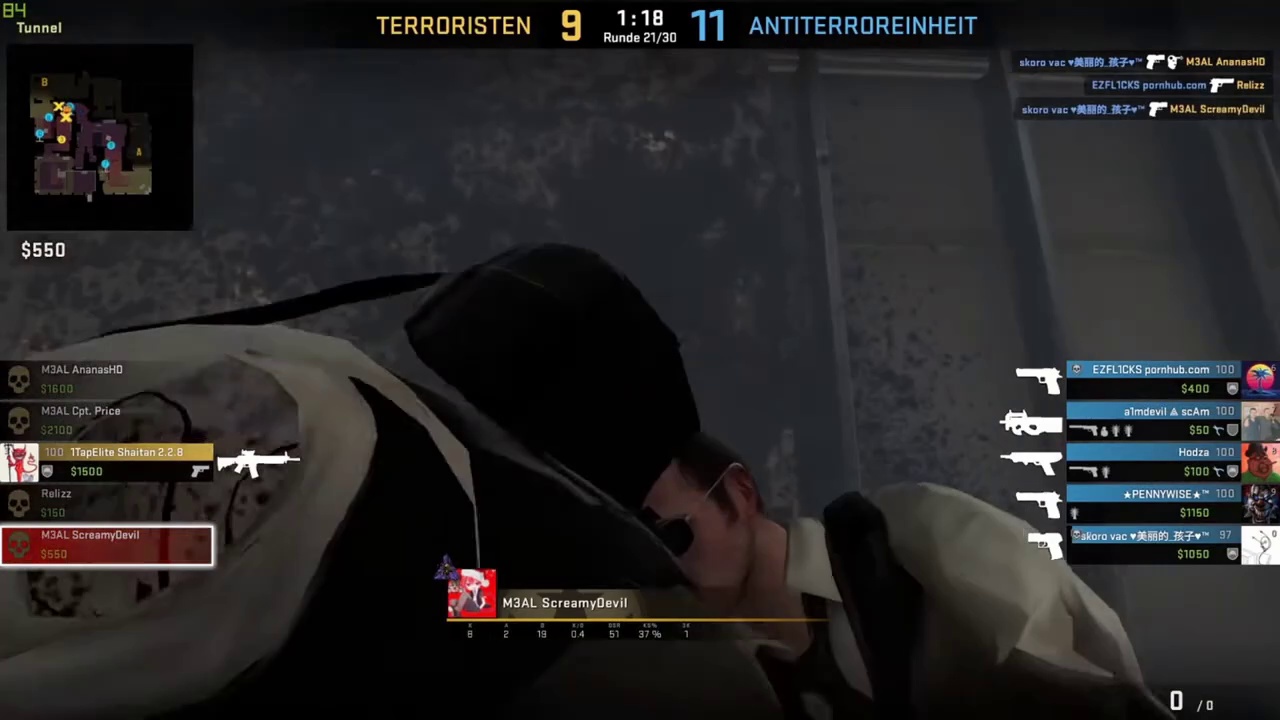 84
Tunnel
TERRORISTEN 9 1:18 11 ANTITERROREINHEIT
Runde 21/30
B
A
skoro vac ♥美丽的_孩子♥™ M3AL AnanasHD
EZFL1CKS pornhub.com Relizz
skoro vac ♥美丽的_孩子♥™ M3AL ScreamyDevil
$550
M3AL AnanasHD
$1600
M3AL Cpt. Price
$2100
100 1TapElite Shaitan 2.2.8
$1500
Relizz
$150
M3AL ScreamyDevil
$550
EZFL1CKS pornhub.com 100
$400
a1mdevil ⟁ scAm 100
$50
Hodza 100
$100
★PENNYWISE★™ 100
$1150
skoro vac ♥美丽的_孩子♥™ 97
$1050
M3AL ScreamyDevil
K A D K/D DSR KS% 3K
6 2 19 0.4 51 37 % 1
0 / 0